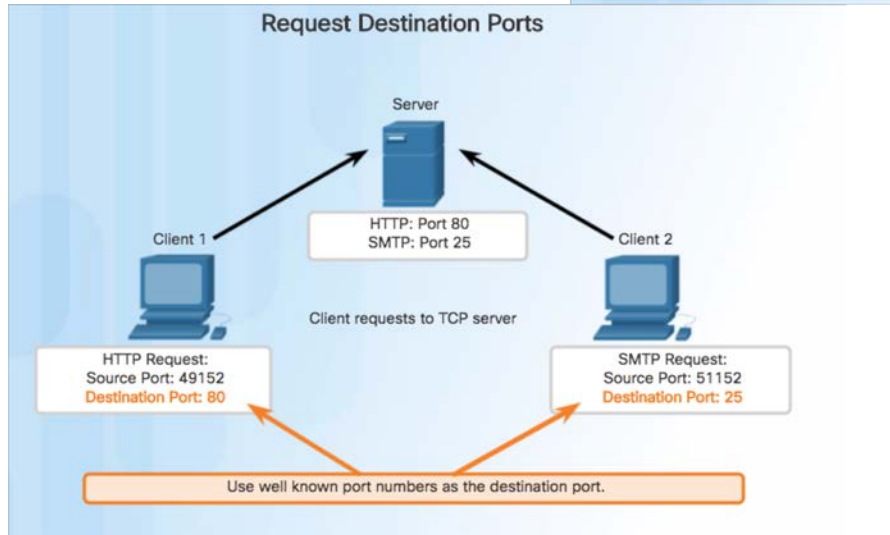 Request Destination Ports
Server
HTTP: Port 80
SMTP: Port 25
Client 1
Client 2
Client requests to TCP server
HTTP Request:
Source Port: 49152
Destination Port: 80
SMTP Request:
Source Port: 51152
Destination Port: 25
Use well known port numbers as the destination port.